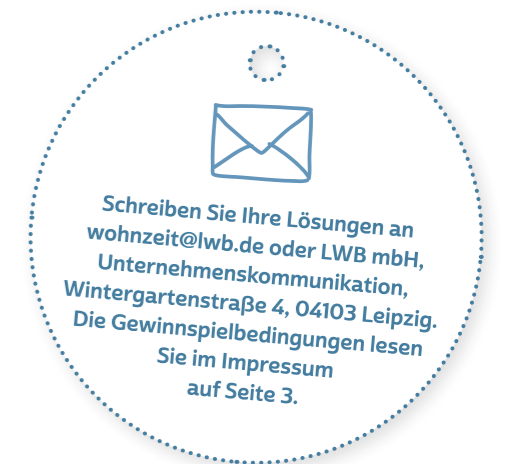 Schreiben Sie Ihre Lösungen an
wohnzeit@lwb.de oder LWB mbH,
Unternehmenskommunikation,
Wintergartenstraße 4, 04103 Leipzig.
Die Gewinnspielbedingungen lesen
Sie im Impressum
auf Seite 3.